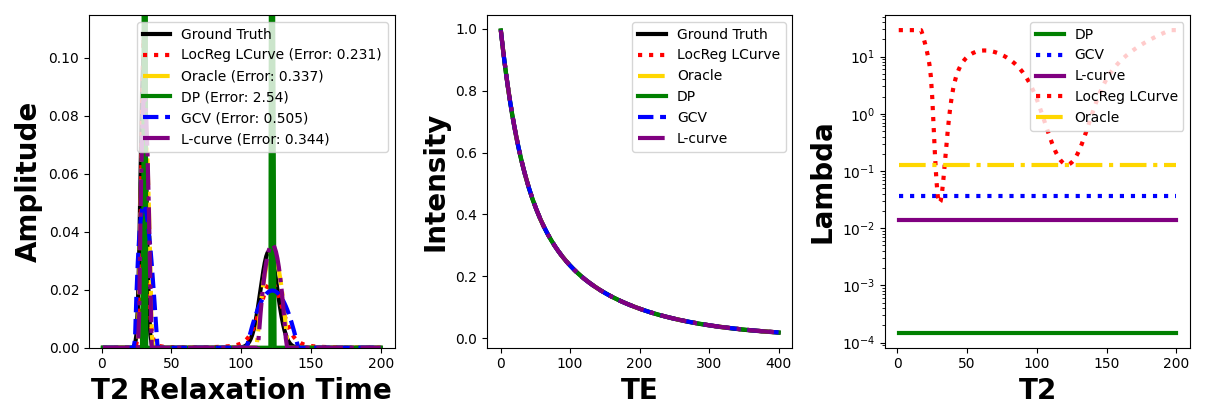 Amplitude
0.00
0.02
0.04
0.06
0.08
0.10
0
50
100
150
200
T2 Relaxation Time
Ground Truth
LocReg LCurve (Error: 0.231)
Oracle (Error: 0.337)
DP (Error: 2.54)
GCV (Error: 0.505)
L-curve (Error: 0.344)
Intensity
0.0
0.2
0.4
0.6
0.8
1.0
0
100
200
300
400
TE
Ground Truth
LocReg LCurve
Oracle
DP
GCV
L-curve
Lambda
10⁻⁴
10⁻³
10⁻²
10⁻¹
10⁰
10¹
0
50
100
150
200
T2
DP
GCV
L-curve
LocReg LCurve
Oracle